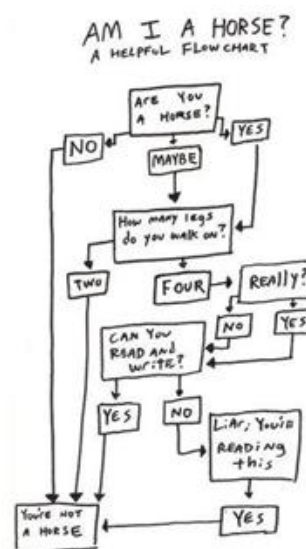 AM I A HORSE?
A HELPFUL FLOWCHART
ARE YOU
A HORSE?
NO
YES
MAYBE
How many legs
do you walk on?
TWO
FOUR
Really?
NO
YES
CAN YOU
READ AND
WRITE?
YES
NO
LiAr, You're
READING
this
YES
You're NOT
A HORSE